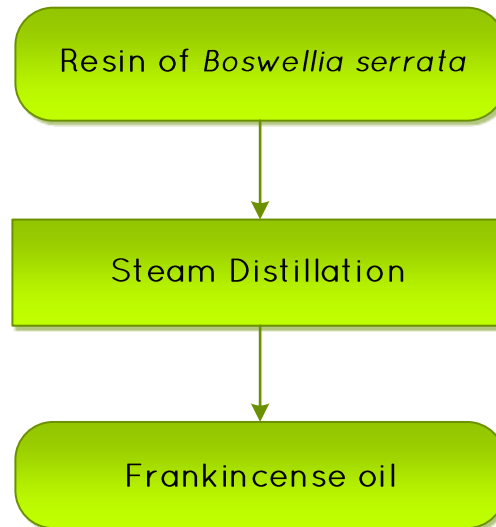 Resin of Boswellia serrata
Steam Distillation
Frankincense oil